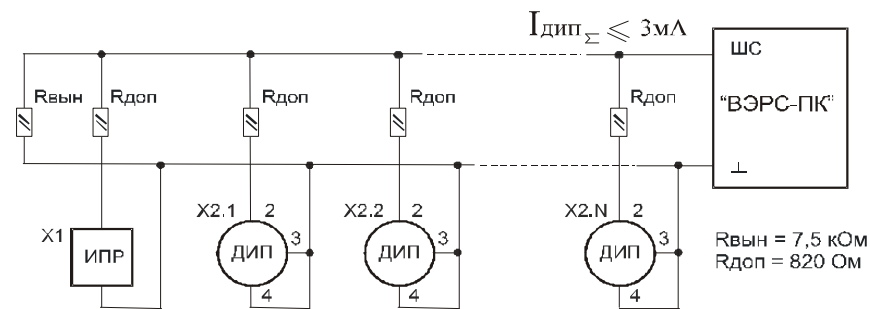 IДИП Σ ⩽ 3мА
ШС
Rвын Rдоп Rдоп Rдоп Rдоп
“ВЭРС-ПК”
⊥
X1 X2.1 2 X2.2 2 X2.N 2
ИПР ДИП 3 ДИП 3 ДИП 3
4 4 4
Rвын = 7,5 кОм
Rдоп = 820 Ом